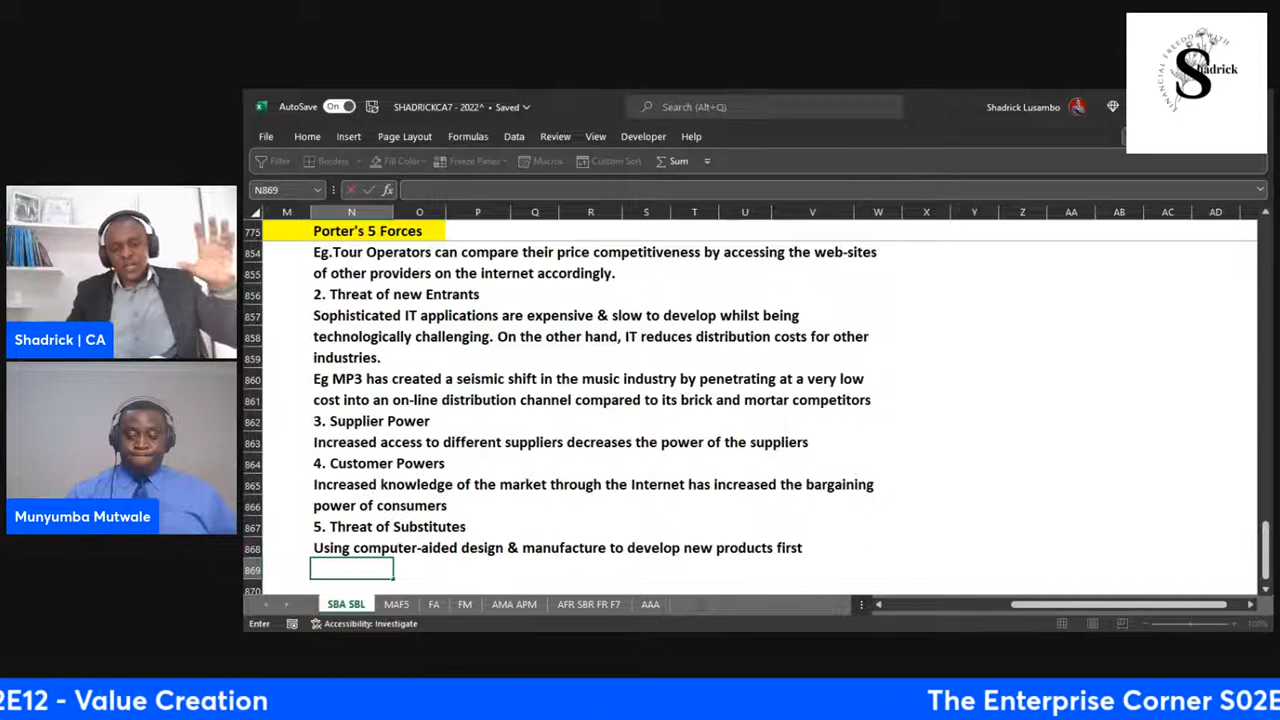 FINANCIAL FREEDOM WITH
Shadrick
AutoSave On SHADRICKCA7 - 2022^ • Saved Search (Alt+Q) Shadrick Lusambo
File Home Insert Page Layout Formulas Data Review View Developer Help
Filter Borders Fill Color Freeze Panes Macros Custom Sort Sum
N869 fx
M N O P Q R S T U V W X Y Z AA AB AC AD
775 Porter's 5 Forces
854 Eg.Tour Operators can compare their price competitiveness by accessing the web-sites
855 of other providers on the internet accordingly.
856 2. Threat of new Entrants
857 Sophisticated IT applications are expensive & slow to develop whilst being
858 technologically challenging. On the other hand, IT reduces distribution costs for other
859 industries.
860 Eg MP3 has created a seismic shift in the music industry by penetrating at a very low
861 cost into an on-line distribution channel compared to its brick and mortar competitors
862 3. Supplier Power
863 Increased access to different suppliers decreases the power of the suppliers
864 4. Customer Powers
865 Increased knowledge of the market through the Internet has increased the bargaining
866 power of consumers
867 5. Threat of Substitutes
868 Using computer-aided design & manufacture to develop new products first
869
870
SBA SBL MAF5 FA FM AMA APM AFR SBR FR F7 AAA
Enter Accessibility: Investigate 100%
Shadrick | CA
Munyumba Mutwale
2E12 - Value Creation
The Enterprise Corner S02E